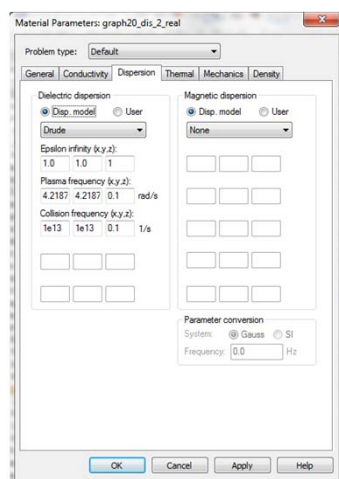 Material Parameters: graph20_dis_2_real
Problem type: Default
General Conductivity Dispersion Thermal Mechanics Density
Dielectric dispersion
Disp. model User
Drude
Epsilon infinity (x,y,z):
1.0 1.0 1
Plasma frequency (x,y,z):
4.2187 4.2187 0.1 rad/s
Collision frequency (x,y,z):
1e13 1e13 0.1 1/s
Magnetic dispersion
Disp. model User
None
Parameter conversion
System: Gauss SI
Frequency: 0.0 Hz
OK Cancel Apply Help